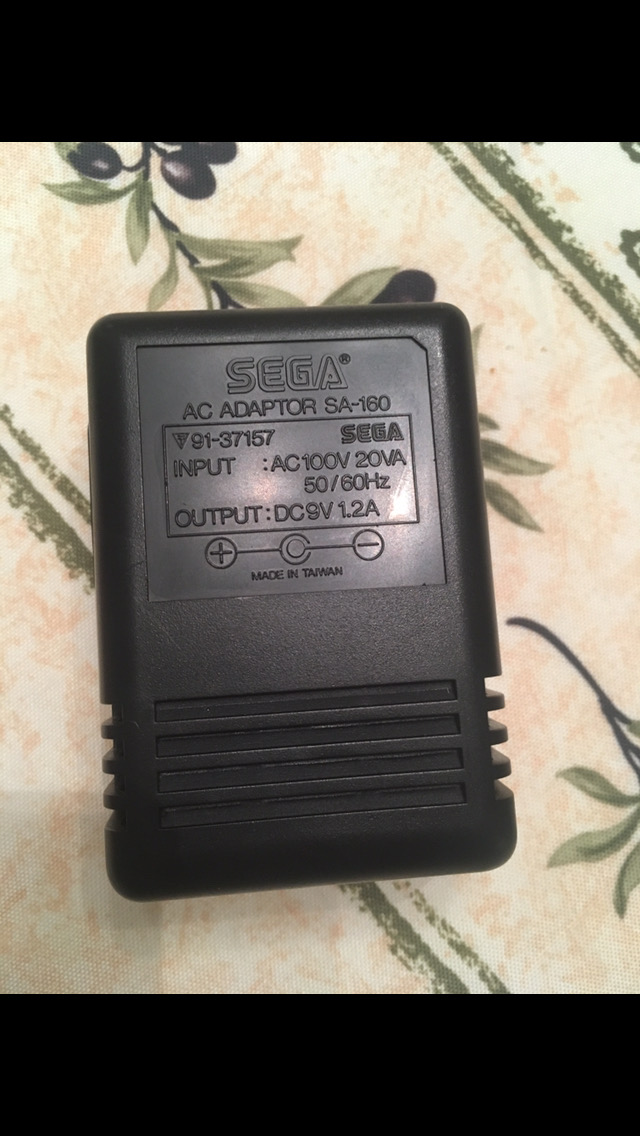 SEGA®
AC ADAPTOR SA-160
91-37157 SEGA
INPUT : AC100V 20VA
50/60Hz
OUTPUT : DC9V 1.2A
+ −
MADE IN TAIWAN